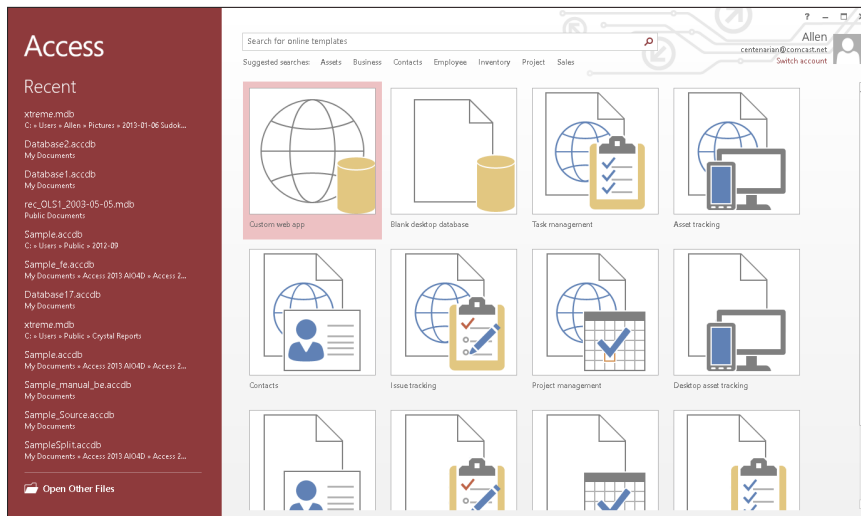 Access
Recent
xtreme.mdb
C: » Users » Allen » Pictures » 2013-01-06 Sudok...
Database2.accdb
My Documents
Database1.accdb
My Documents
rec_OLS1_2003-05-05.mdb
Public Documents
Sample.accdb
C: » Users » Public » 2012-09
Sample_fe.accdb
My Documents » Access 2013 AIO4D » Access 2...
Database17.accdb
My Documents
xtreme.mdb
C: » Users » Public » Crystal Reports
Sample.accdb
My Documents » Access 2013 AIO4D » Access 2...
Sample_manual_be.accdb
My Documents
Sample_Source.accdb
My Documents
SampleSplit.accdb
My Documents » Access 2013 AIO4D » Access 2...
Open Other Files
?
Allen
centenarian@comcast.net
Switch account
Search for online templates
Suggested searches: Assets Business Contacts Employee Inventory Project Sales
Custom web app Blank desktop database Task management Asset tracking
Contacts Issue tracking Project management Desktop asset tracking